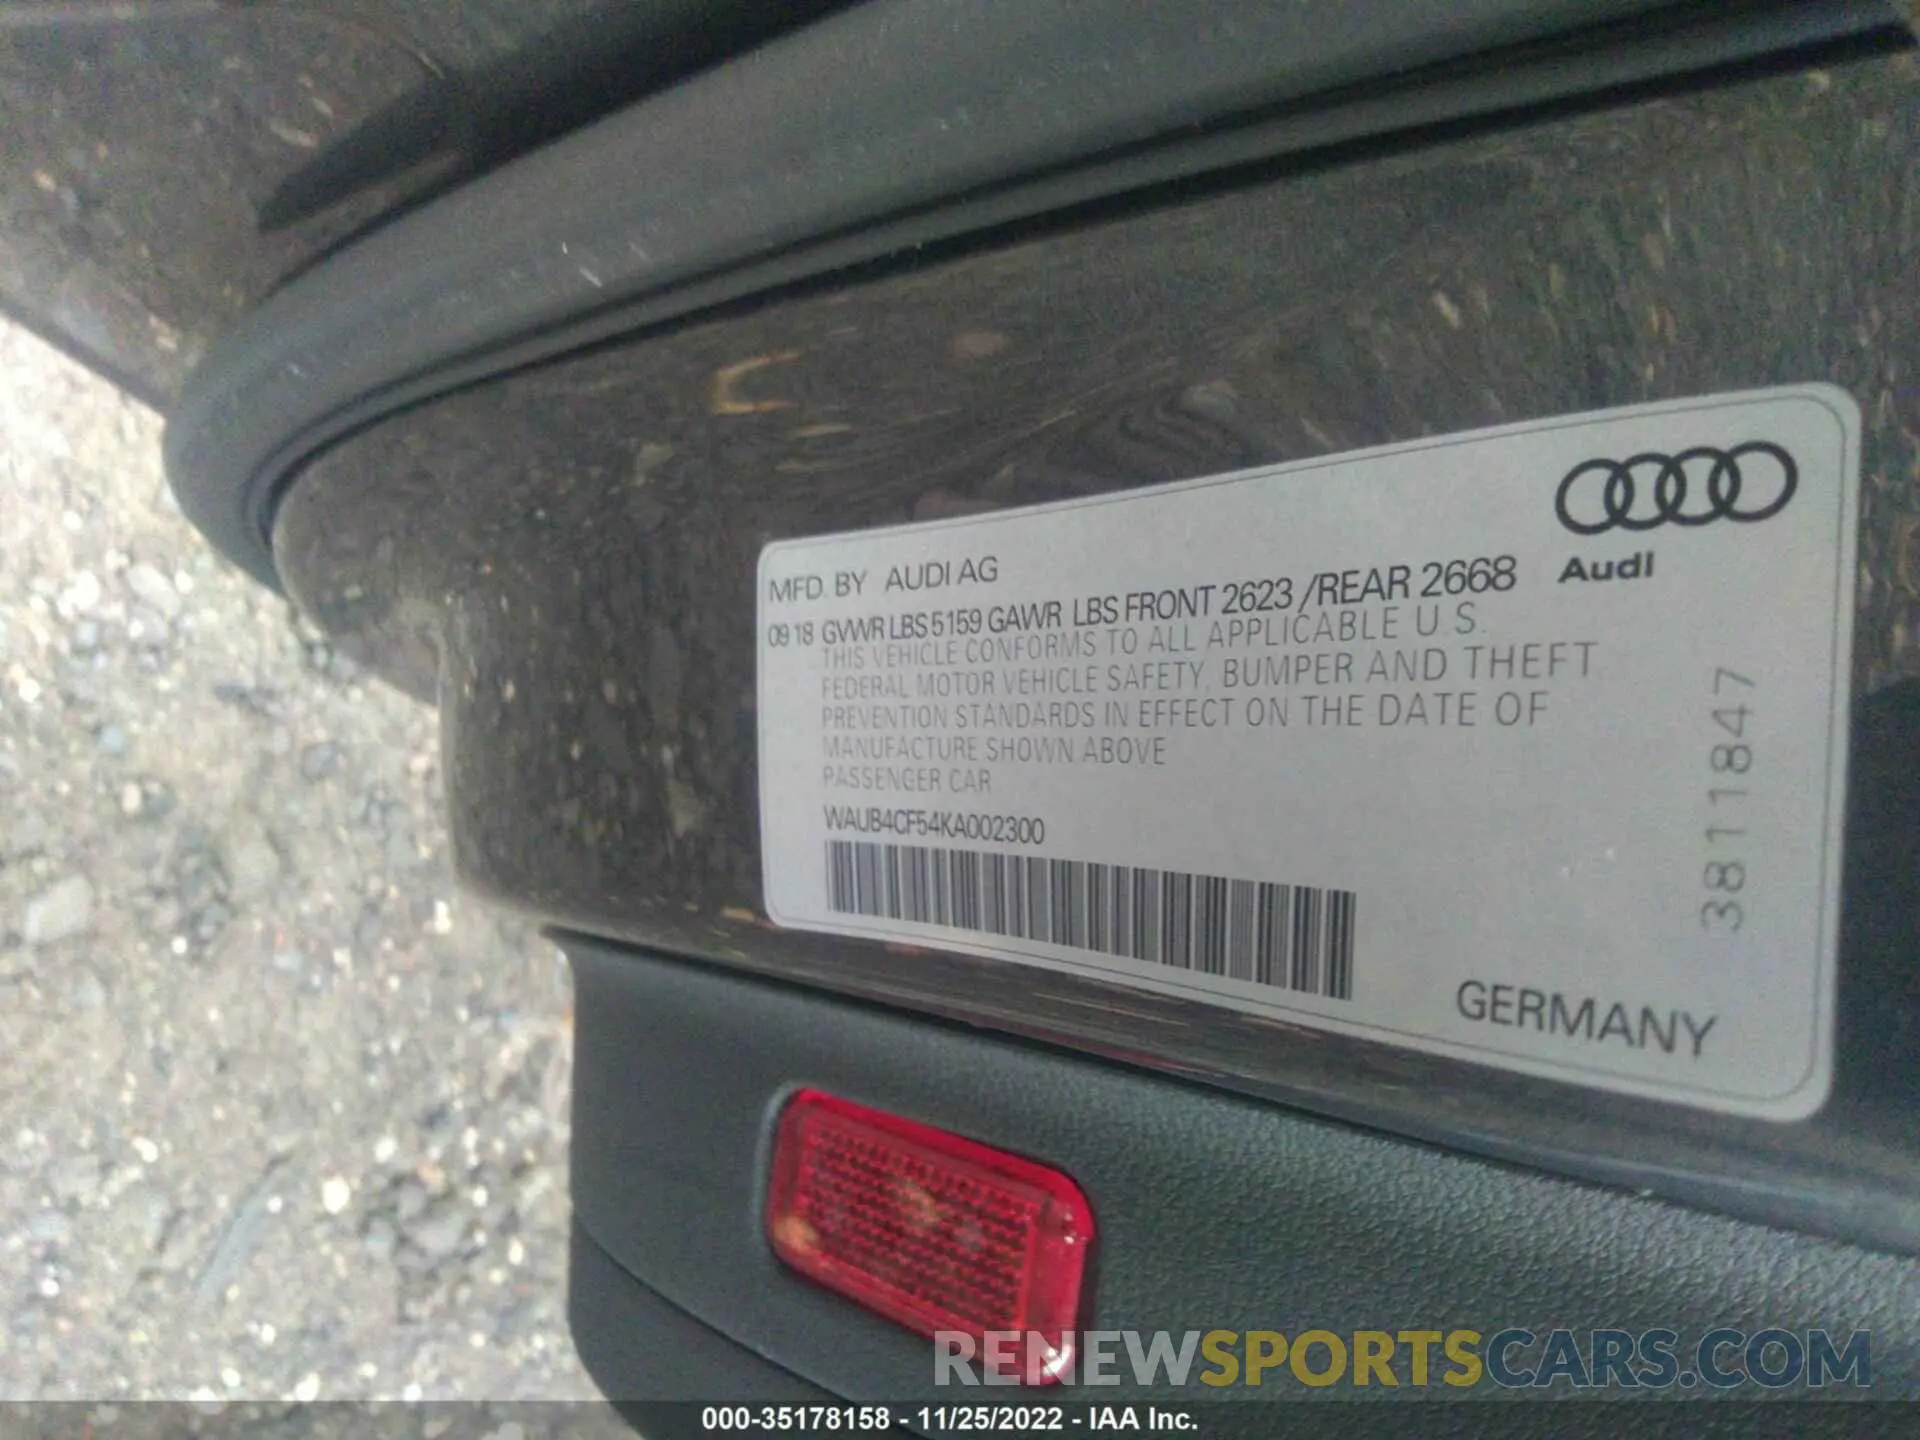 MFD. BY AUDI AG
09 18 GVWR LBS 5159 GAWR LBS FRONT 2623 /REAR 2668
THIS VEHICLE CONFORMS TO ALL APPLICABLE U.S.
FEDERAL MOTOR VEHICLE SAFETY, BUMPER AND THEFT
PREVENTION STANDARDS IN EFFECT ON THE DATE OF
MANUFACTURE SHOWN ABOVE
PASSENGER CAR
WAUB4CF54KA002300
Audi
3811847
GERMANY
RENEWSPORTSCARS.COM
000-35178158 - 11/25/2022 - IAA Inc.